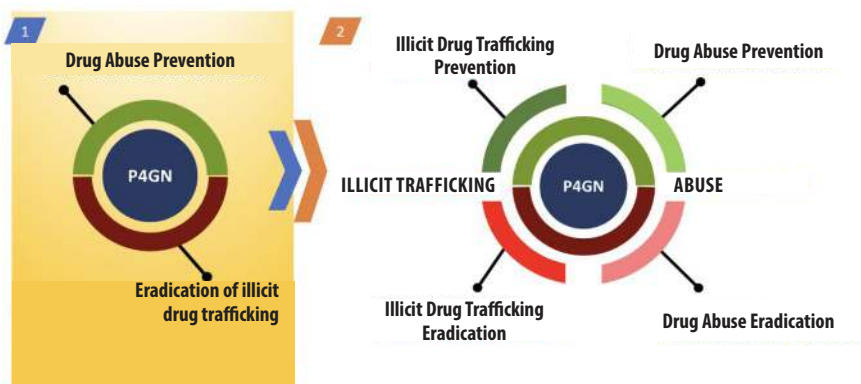 1
Drug Abuse Prevention
P4GN
Eradication of illicit
drug trafficking
2
Illicit Drug Trafficking
Prevention
Drug Abuse Prevention
ILLICIT TRAFFICKING
P4GN
ABUSE
Illicit Drug Trafficking
Eradication
Drug Abuse Eradication